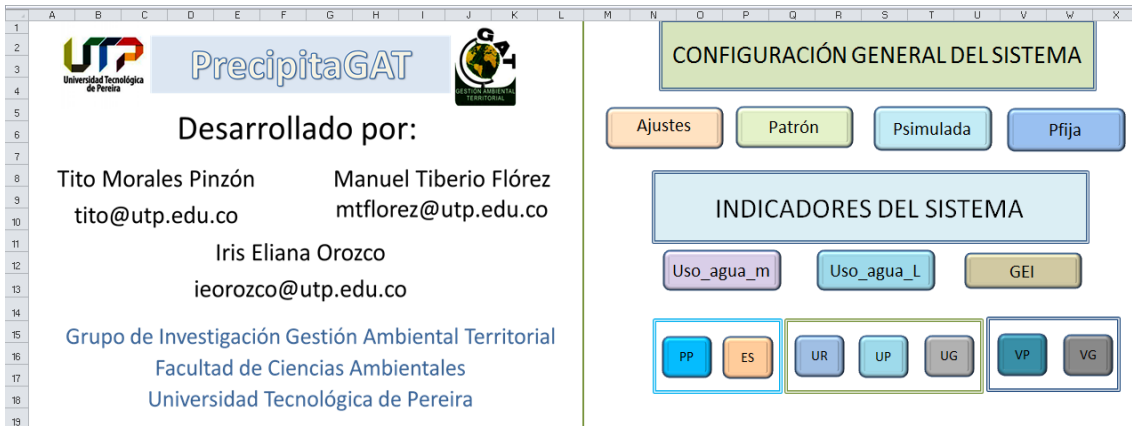 A B C D E F G H I J K L M N O P Q R S T U V W X
1
2
3
4
5
6
7
8
9
10
11
12
13
14
15
16
17
18
19
UTP
Universidad Tecnológica
de Pereira
PrecipitaGAT
GAT
GESTIÓN AMBIENTAL
TERRITORIAL
Desarrollado por:
Tito Morales Pinzón
tito@utp.edu.co
Manuel Tiberio Flórez
mtflorez@utp.edu.co
Iris Eliana Orozco
ieorozco@utp.edu.co
Grupo de Investigación Gestión Ambiental Territorial
Facultad de Ciencias Ambientales
Universidad Tecnológica de Pereira
CONFIGURACIÓN GENERAL DEL SISTEMA
Ajustes Patrón Psimulada Pfija
INDICADORES DEL SISTEMA
Uso_agua_m Uso_agua_L GEI
PP ES UR UP UG VP VG